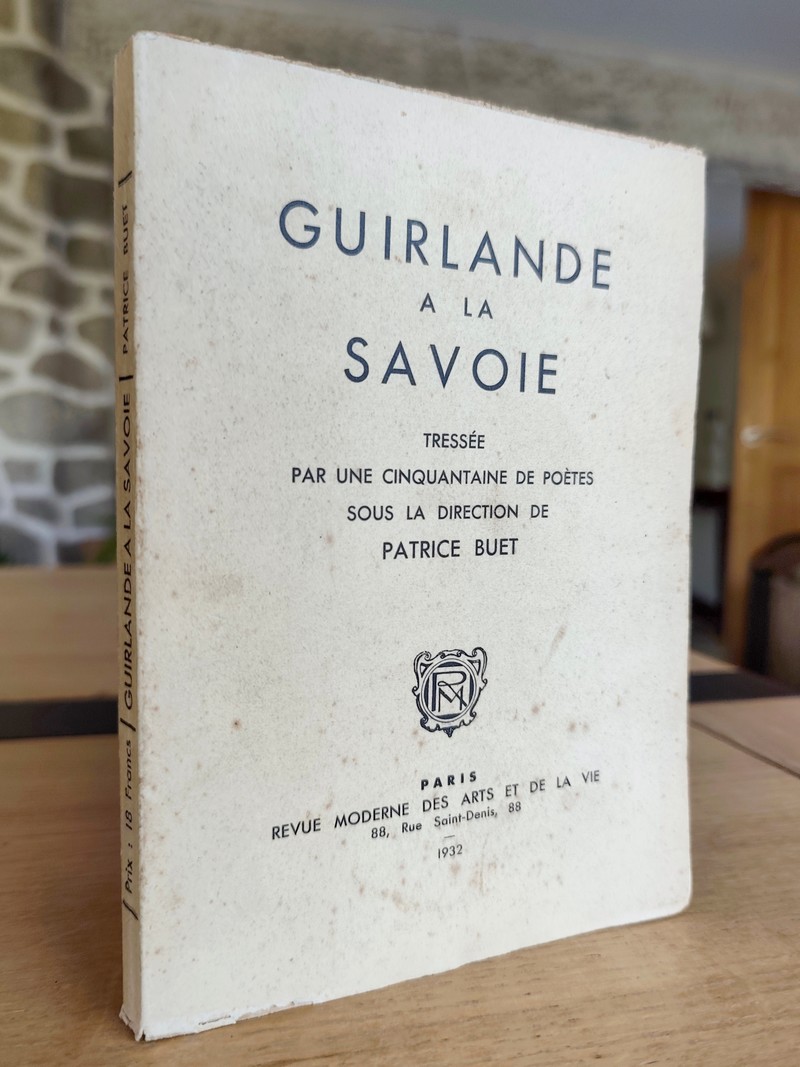 GUIRLANDE
A LA
SAVOIE
TRESSÉE
PAR UNE CINQUANTAINE DE POÈTES
SOUS LA DIRECTION DE
PATRICE BUET
RM
PARIS
REVUE MODERNE DES ARTS ET DE LA VIE
88, Rue Saint-Denis, 88
1932
Prix : 18 Francs / GUIRLANDE A LA SAVOIE / PATRICE BUET /